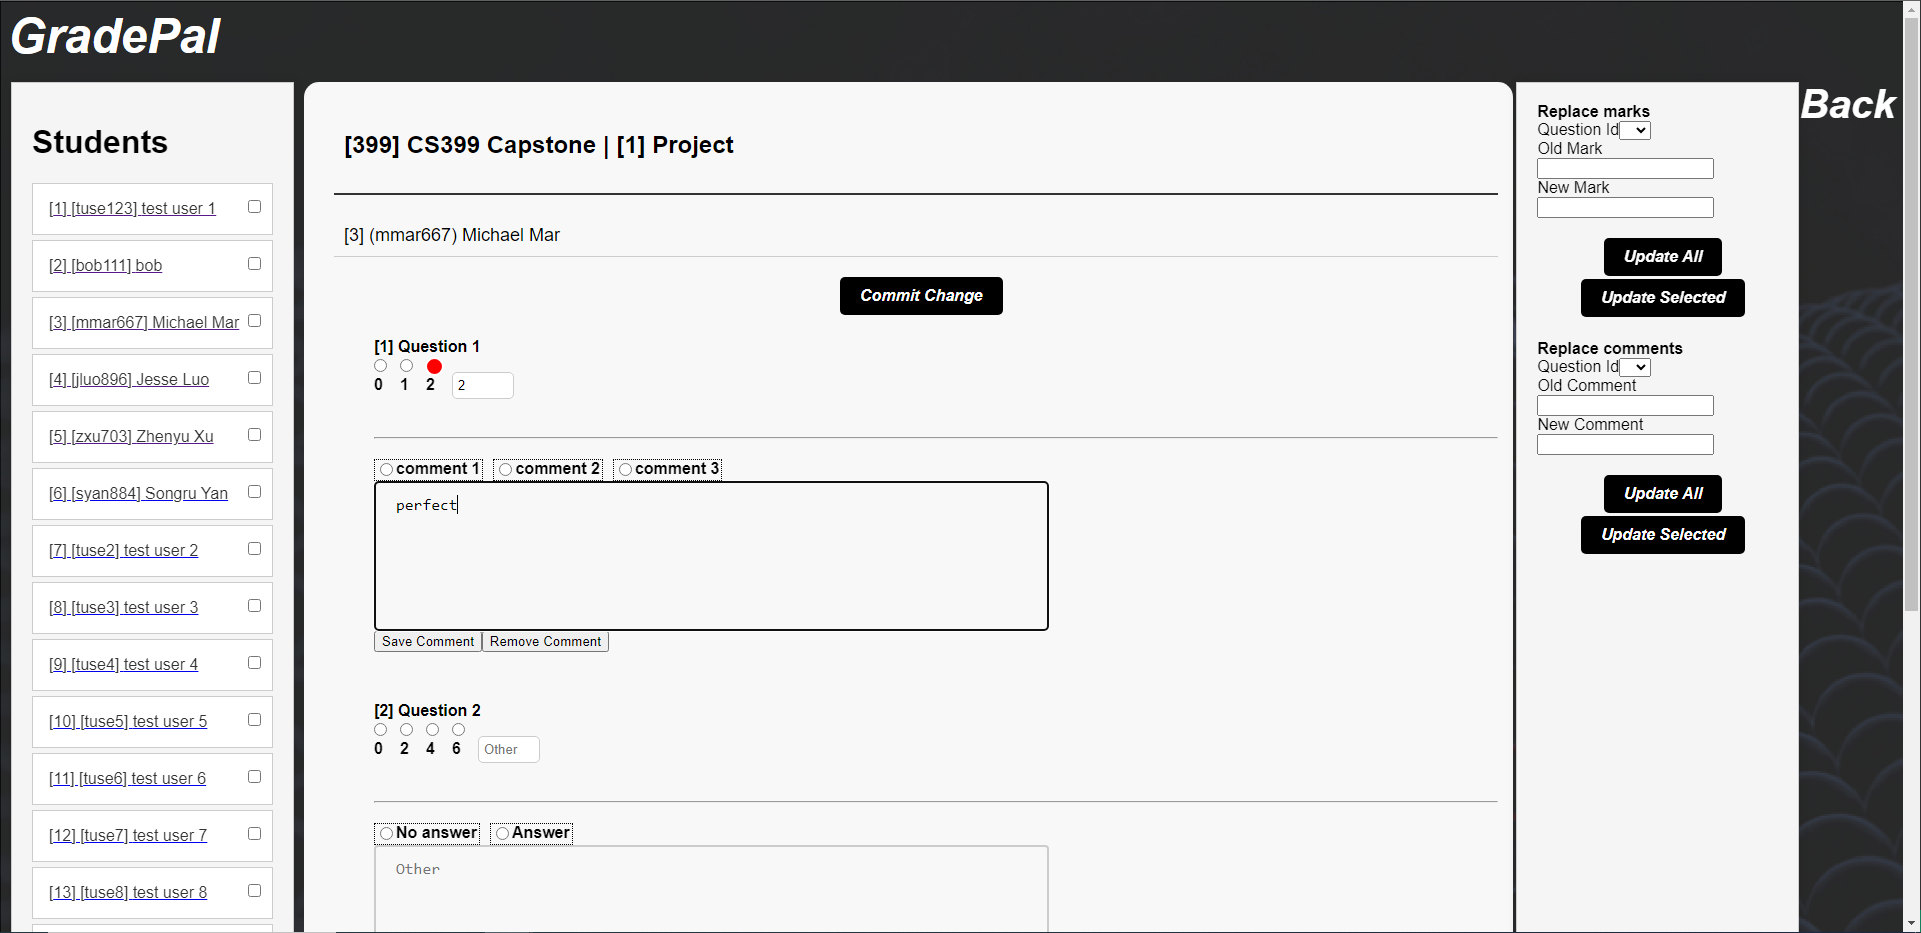 GradePal
Back
Students
[1] [tuse123] test user 1
[2] [bob111] bob
[3] [mmar667] Michael Mar
[4] [jluo896] Jesse Luo
[5] [zxu703] Zhenyu Xu
[6] [syan884] Songru Yan
[7] [tuse2] test user 2
[8] [tuse3] test user 3
[9] [tuse4] test user 4
[10] [tuse5] test user 5
[11] [tuse6] test user 6
[12] [tuse7] test user 7
[13] [tuse8] test user 8
[399] CS399 Capstone | [1] Project
[3] (mmar667) Michael Mar
Commit Change
[1] Question 1
0 1 2 2
comment 1 comment 2 comment 3
perfect
Save Comment Remove Comment
[2] Question 2
0 2 4 6 Other
No answer Answer
Other
Replace marks
Question Id
Old Mark
New Mark
Update All
Update Selected
Replace comments
Question Id
Old Comment
New Comment
Update All
Update Selected